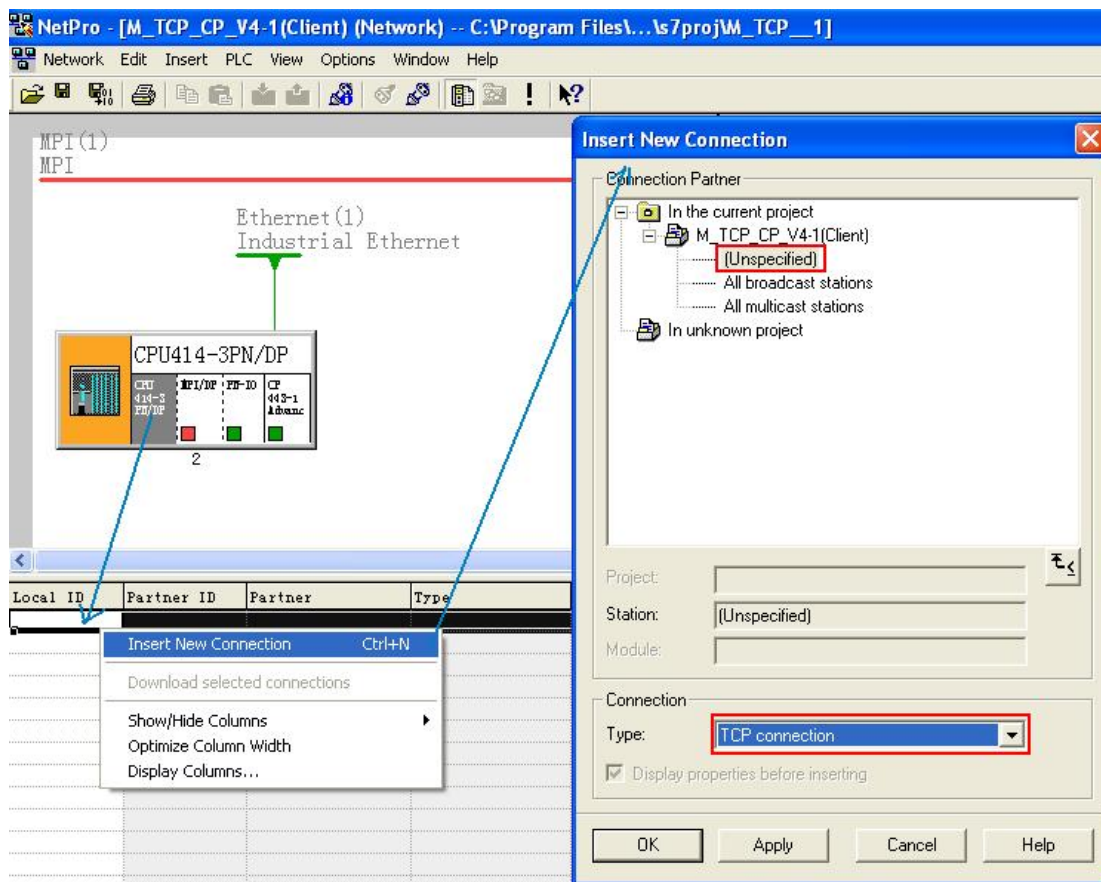 NetPro - [M_TCP_CP_V4-1(Client) (Network) -- C:\Program Files\...\s7proj\M_TCP__1]
Network Edit Insert PLC View Options Window Help
MPI(1)
MPI
Ethernet(1)
Industrial Ethernet
CPU414-3PN/DP
CPU
414-3
PN/DP
MPI/DP
PN-IO
CP
443-1
Advanc
2
Local ID Partner ID Partner Type
Insert New Connection Ctrl+N
Download selected connections
Show/Hide Columns
Optimize Column Width
Display Columns...
Insert New Connection
Connection Partner
In the current project
M_TCP_CP_V4-1(Client)
(Unspecified)
All broadcast stations
All multicast stations
In unknown project
Project:
Station: (Unspecified)
Module:
Connection
Type: TCP connection
Display properties before inserting
OK Apply Cancel Help